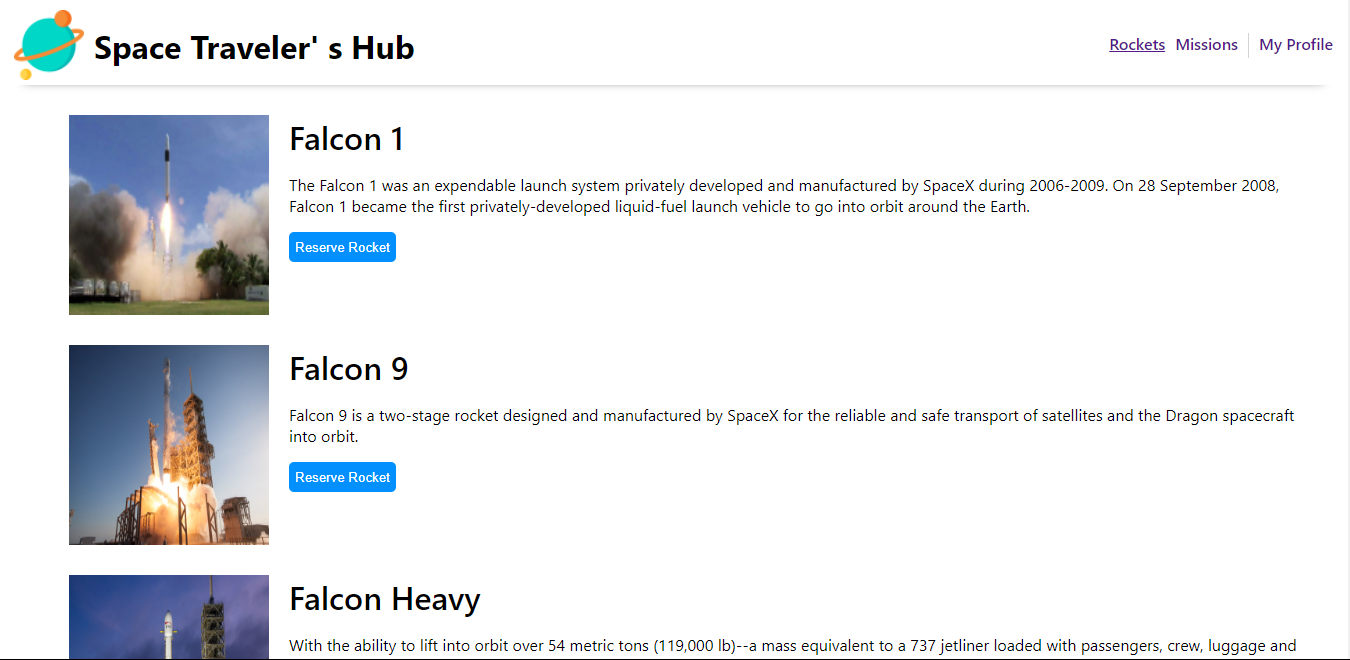 Space Traveler' s Hub
Rockets Missions My Profile
Falcon 1
The Falcon 1 was an expendable launch system privately developed and manufactured by SpaceX during 2006-2009. On 28 September 2008,
Falcon 1 became the first privately-developed liquid-fuel launch vehicle to go into orbit around the Earth.
Reserve Rocket
Falcon 9
Falcon 9 is a two-stage rocket designed and manufactured by SpaceX for the reliable and safe transport of satellites and the Dragon spacecraft
into orbit.
Reserve Rocket
Falcon Heavy
With the ability to lift into orbit over 54 metric tons (119,000 lb)--a mass equivalent to a 737 jetliner loaded with passengers, crew, luggage and